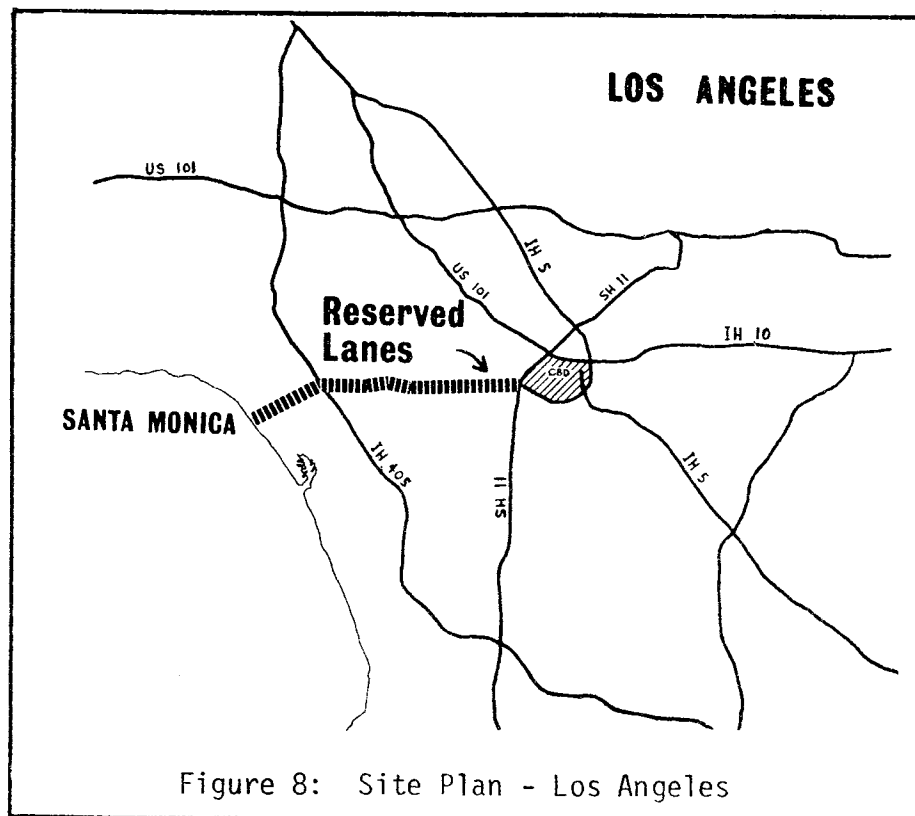 LOS ANGELES
US 101
IH 5
US 101
SH 11
Reserved
Lanes
IH 10
CBD
SANTA MONICA
IH 405
SH 11
IH 5
Figure 8: Site Plan - Los Angeles